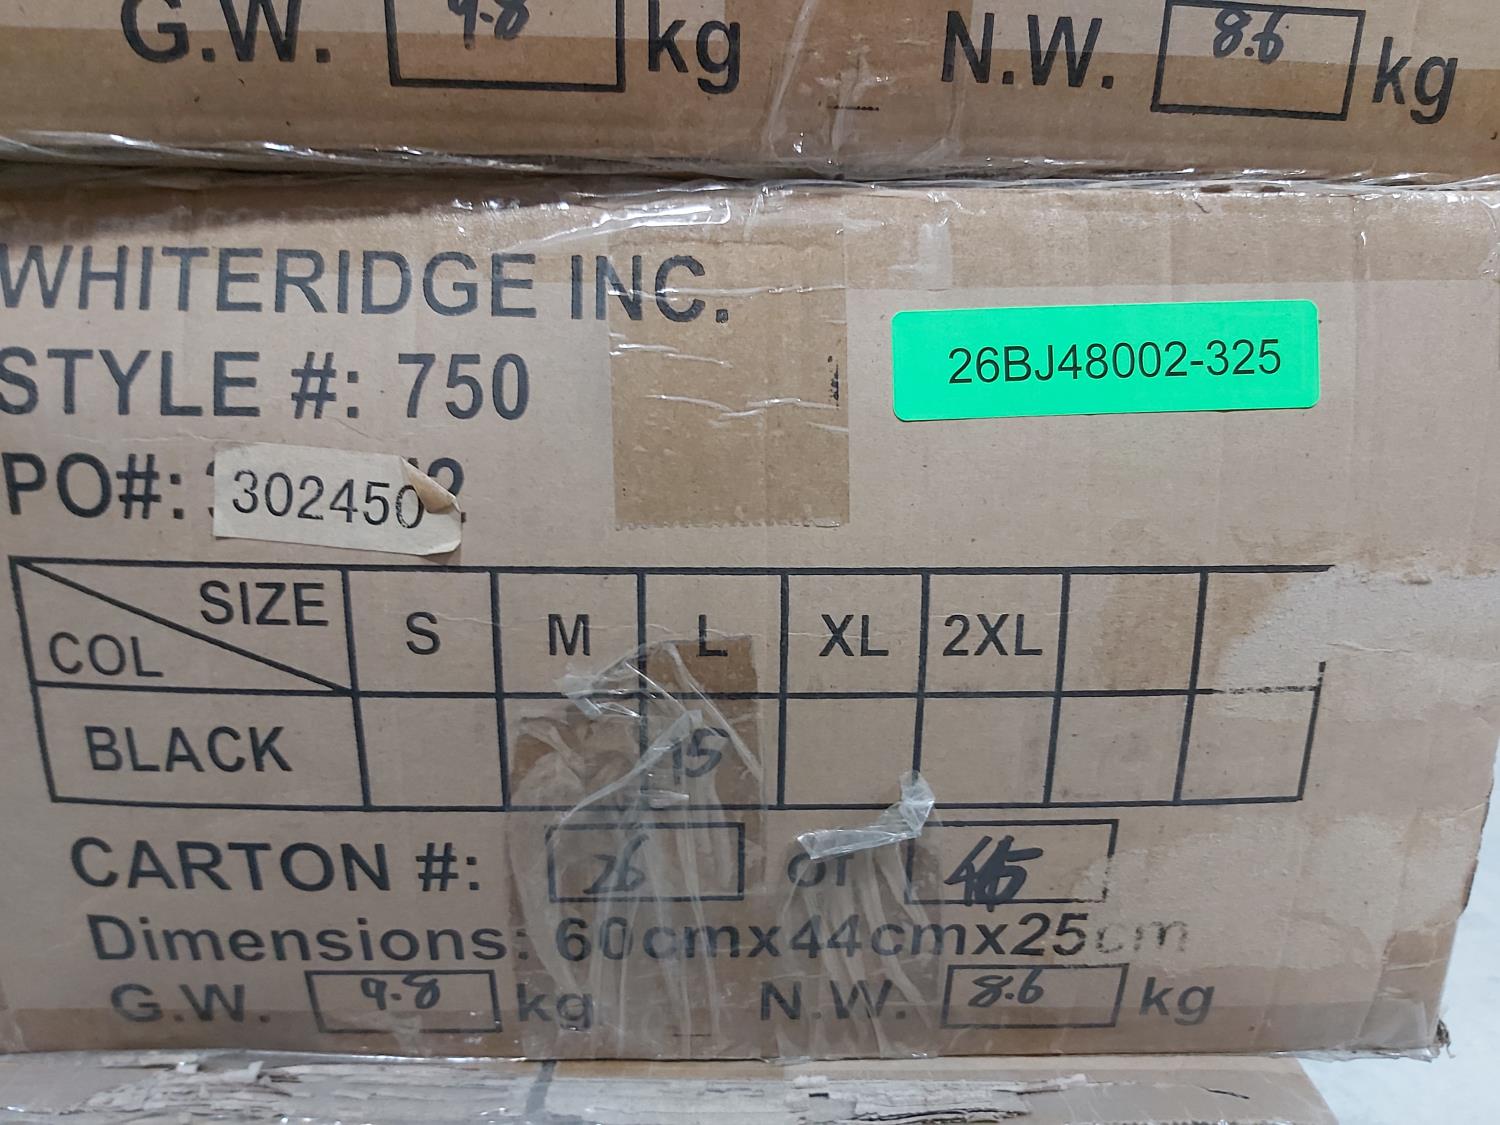 G.W. 9.8 kg N.W. 8.6 kg
WHITERIDGE INC.
STYLE #: 750
26BJ48002-325
PO#: 302450
SIZE S M L XL 2XL
COL
BLACK 15
CARTON #: 26 OF
Dimensions: 60cmx44cmx25cm
G.W. 9.8 kg N.W. 8.6 kg